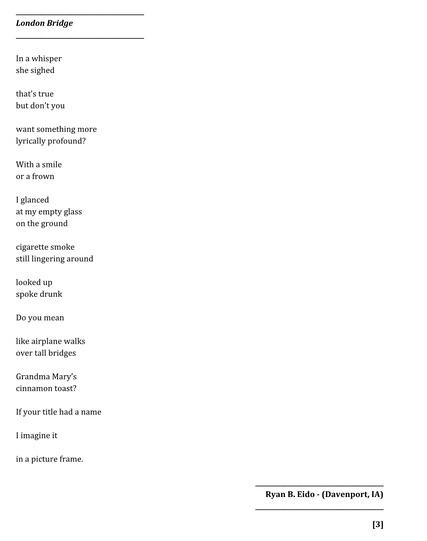 London Bridge
In a whisper
she sighed
that's true
but don't you
want something more
lyrically profound?
With a smile
or a frown
I glanced
at my empty glass
on the ground
cigarette smoke
still lingering around
looked up
spoke drunk
Do you mean
like airplane walks
over tall bridges
Grandma Mary's
cinnamon toast?
If your title had a name
I imagine it
in a picture frame.
Ryan B. Eido - (Davenport, IA)
[3]